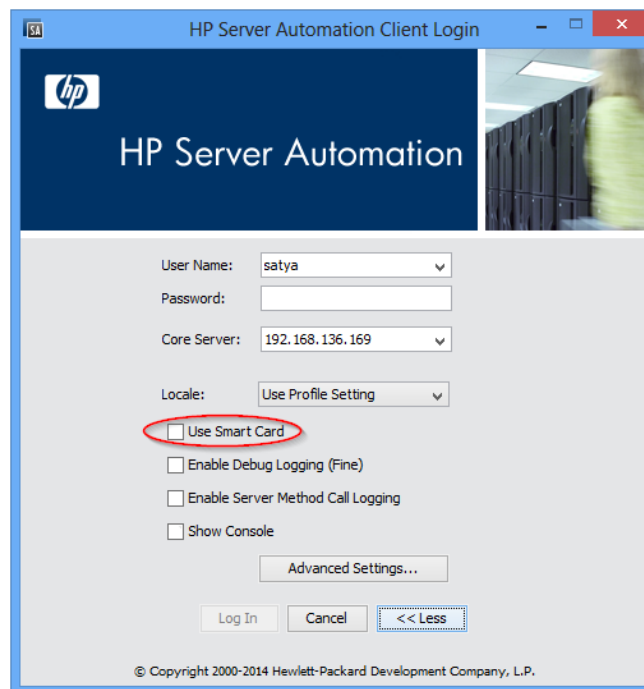 SA HP Server Automation Client Login
hp
HP Server Automation
User Name: satya
Password:
Core Server: 192.168.136.169
Locale: Use Profile Setting
Use Smart Card
Enable Debug Logging (Fine)
Enable Server Method Call Logging
Show Console
Advanced Settings...
Log In Cancel << Less
© Copyright 2000-2014 Hewlett-Packard Development Company, L.P.